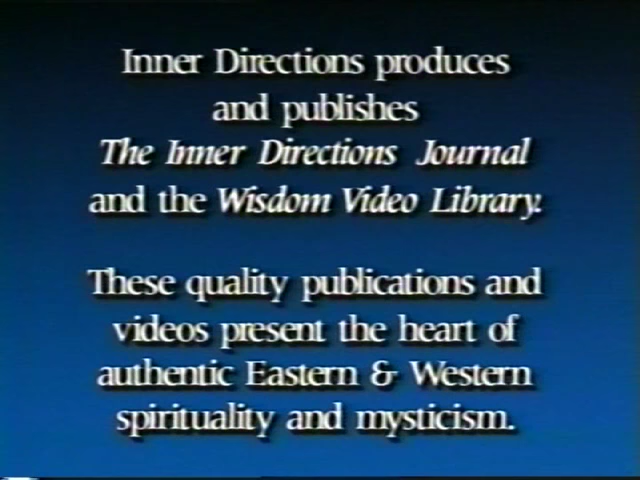 Inner Directions produces
and publishes
The Inner Directions Journal
and the Wisdom Video Library.
These quality publications and
videos present the heart of
authentic Eastern & Western
spirituality and mysticism.